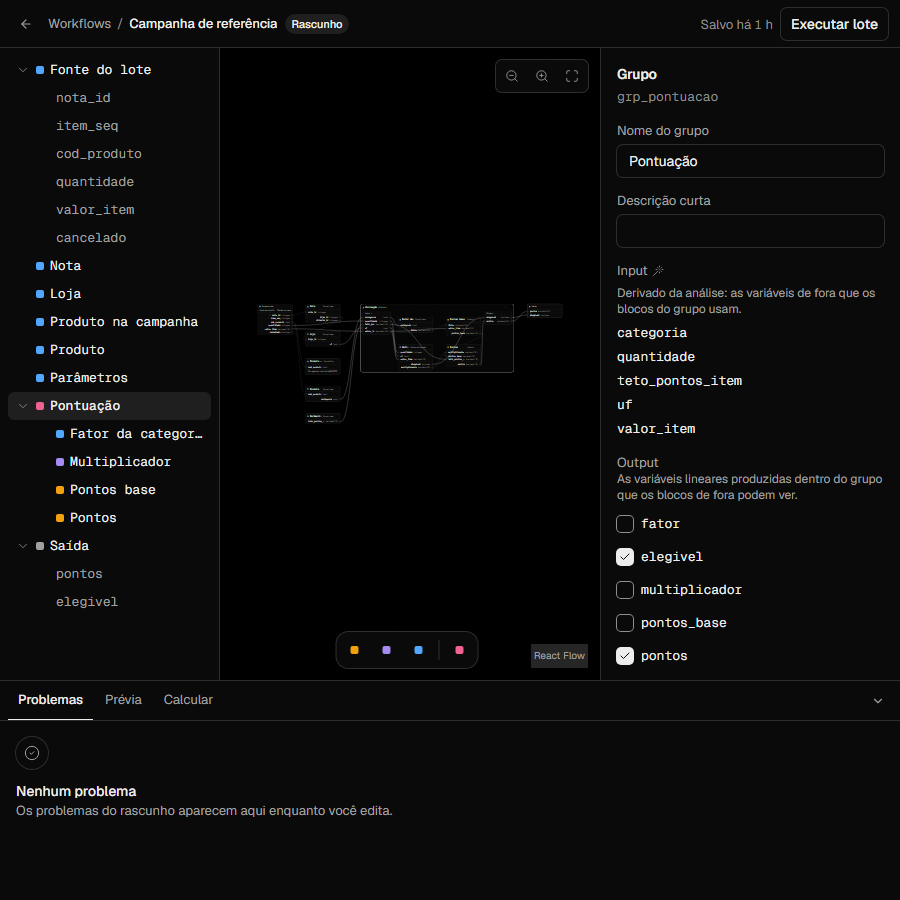 Workflows / Campanha de referência Rascunho
Salvo há 1 h
Executar lote
Fonte do lote
nota_id
item_seq
cod_produto
quantidade
valor_item
cancelado
Nota
Loja
Produto na campanha
Produto
Parâmetros
Pontuação
Fator da categor…
Multiplicador
Pontos base
Pontos
Saída
pontos
elegivel
React Flow
Grupo
grp_pontuacao
Nome do grupo
Pontuação
Descrição curta
Input
Derivado da análise: as variáveis de fora que os
blocos do grupo usam.
categoria
quantidade
teto_pontos_item
uf
valor_item
Output
As variáveis lineares produzidas dentro do grupo
que os blocos de fora podem ver.
fator
elegivel
multiplicador
pontos_base
pontos
Problemas
Prévia
Calcular
Nenhum problema
Os problemas do rascunho aparecem aqui enquanto você edita.